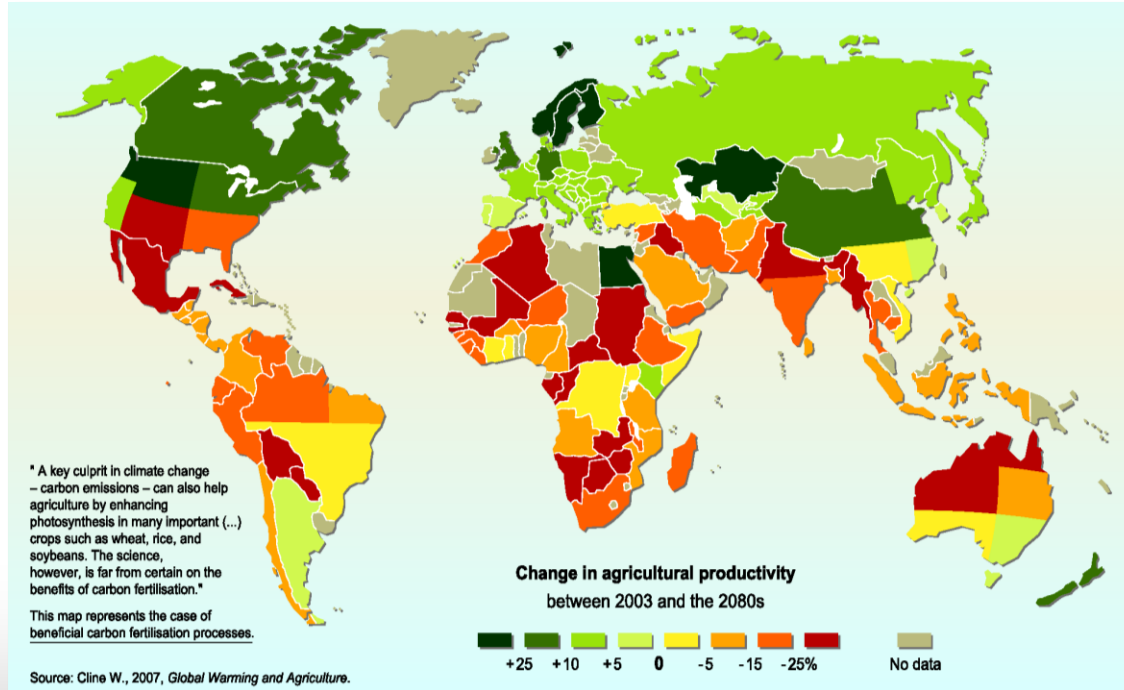 " A key culprit in climate change
– carbon emissions – can also help
agriculture by enhancing
photosynthesis in many important (...)
crops such as wheat, rice, and
soybeans. The science,
however, is far from certain on the
benefits of carbon fertilisation."
This map represents the case of
beneficial carbon fertilisation processes.
Source: Cline W., 2007, Global Warming and Agriculture.
Change in agricultural productivity
between 2003 and the 2080s
+25 +10 +5 0 -5 -15 -25% No data